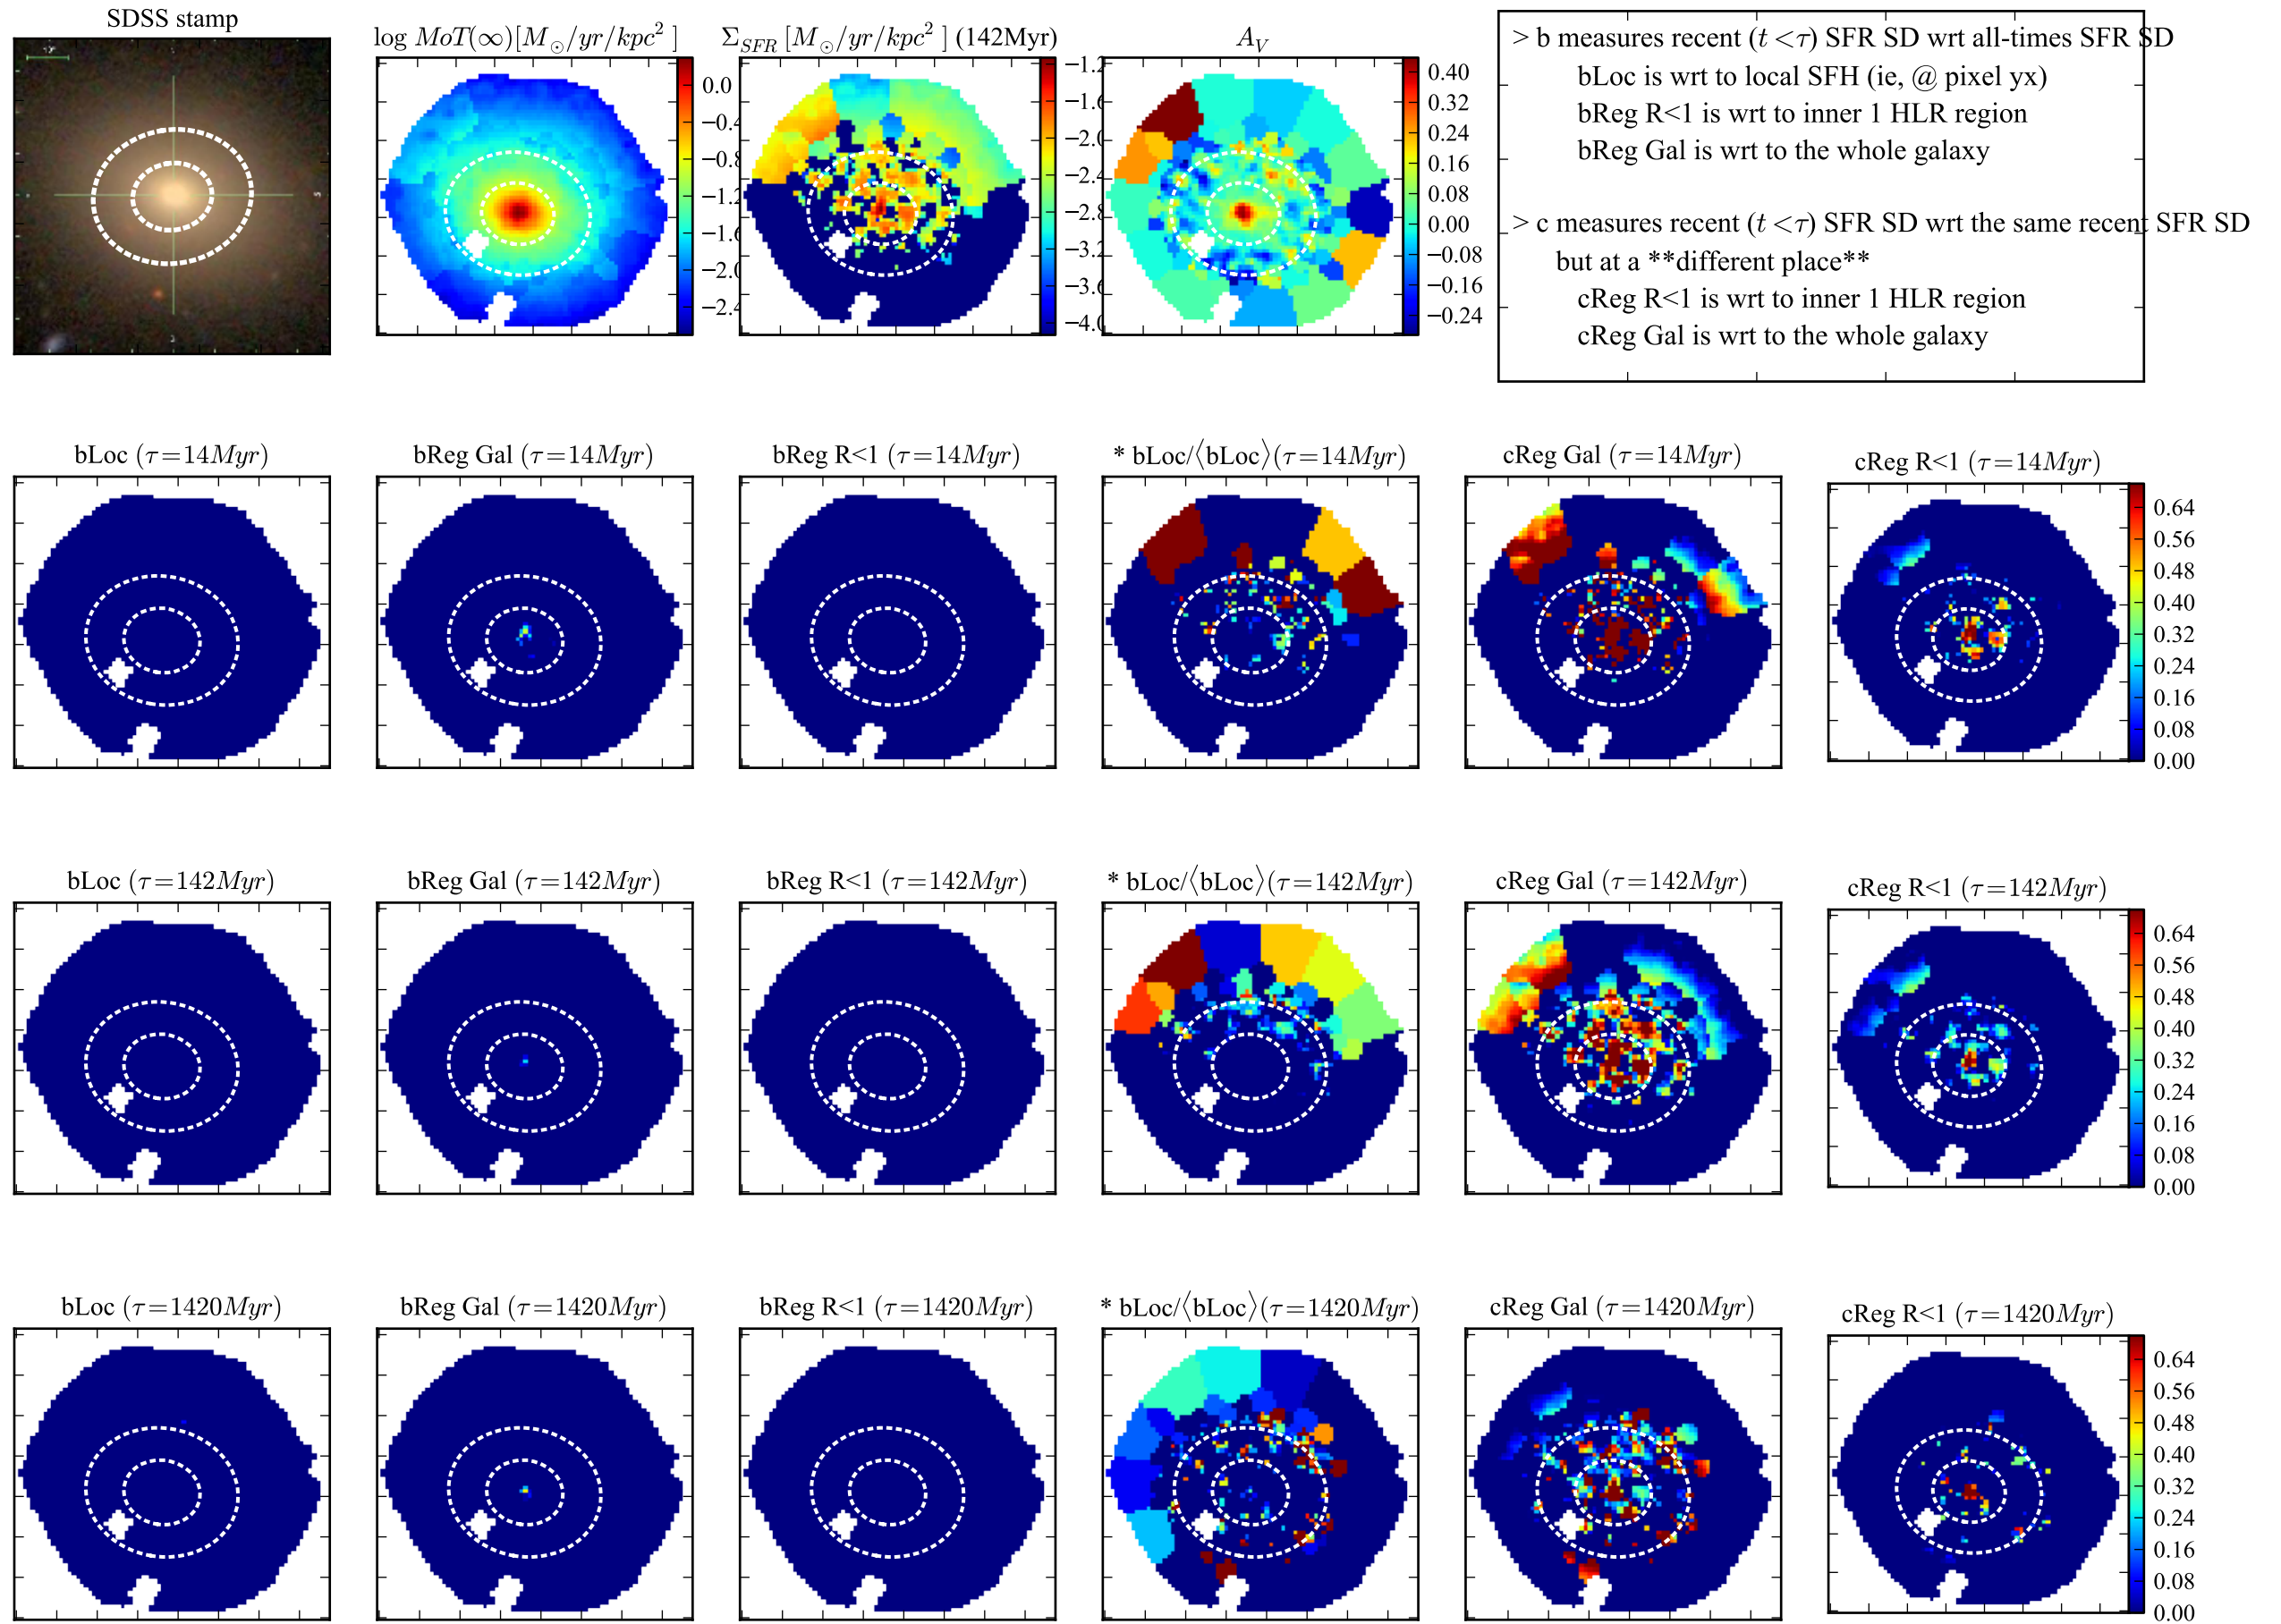 SDSS stamp
log MoT(∞)[M⊙/yr/kpc²]
Σ_SFR [M⊙/yr/kpc²] (142Myr)
A_V
0.0
−0.4
−0.8
−1.2
−1.6
−2.0
−2.4
−1.2
−1.6
−2.0
−2.4
−2.8
−3.2
−3.6
−4.0
0.40
0.32
0.24
0.16
0.08
0.00
−0.08
−0.16
−0.24
> b measures recent (t <τ) SFR SD wrt all-times SFR SD
bLoc is wrt to local SFH (ie, @ pixel yx)
bReg R<1 is wrt to inner 1 HLR region
bReg Gal is wrt to the whole galaxy
> c measures recent (t <τ) SFR SD wrt the same recent SFR SD
but at a **different place**
cReg R<1 is wrt to inner 1 HLR region
cReg Gal is wrt to the whole galaxy
bLoc (τ=14Myr)
bReg Gal (τ=14Myr)
bReg R<1 (τ=14Myr)
* bLoc/⟨bLoc⟩(τ=14Myr)
cReg Gal (τ=14Myr)
cReg R<1 (τ=14Myr)
0.64
0.56
0.48
0.40
0.32
0.24
0.16
0.08
0.00
bLoc (τ=142Myr)
bReg Gal (τ=142Myr)
bReg R<1 (τ=142Myr)
* bLoc/⟨bLoc⟩(τ=142Myr)
cReg Gal (τ=142Myr)
cReg R<1 (τ=142Myr)
0.64
0.56
0.48
0.40
0.32
0.24
0.16
0.08
0.00
bLoc (τ=1420Myr)
bReg Gal (τ=1420Myr)
bReg R<1 (τ=1420Myr)
* bLoc/⟨bLoc⟩(τ=1420Myr)
cReg Gal (τ=1420Myr)
cReg R<1 (τ=1420Myr)
0.64
0.56
0.48
0.40
0.32
0.24
0.16
0.08
0.00